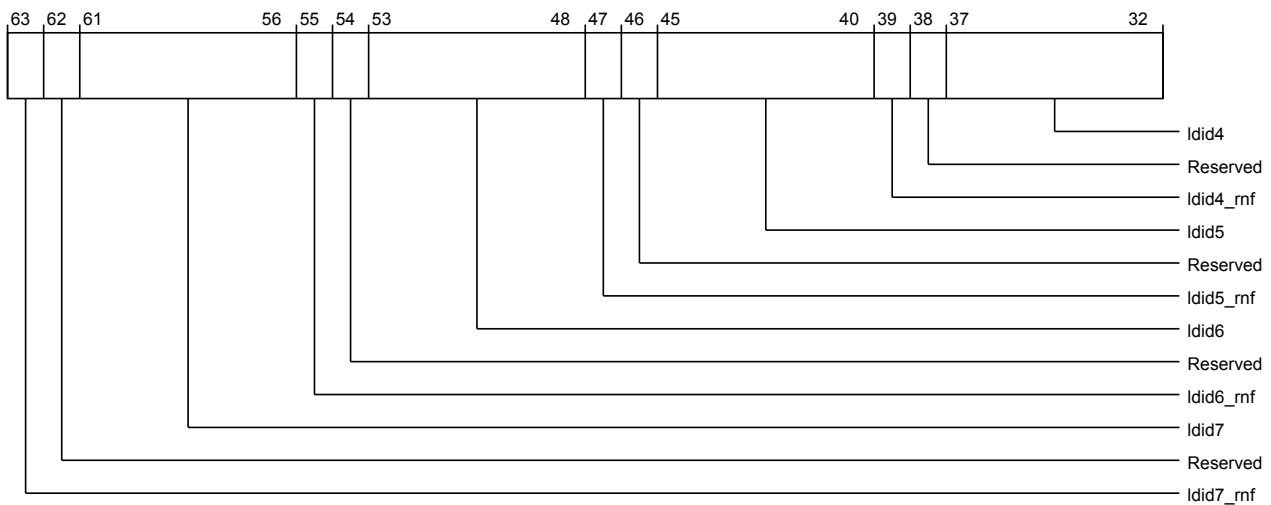 63 62 61 56 55 54 53 48 47 46 45 40 39 38 37 32
ldid4
Reserved
ldid4_rnf
ldid5
Reserved
ldid5_rnf
ldid6
Reserved
ldid6_rnf
ldid7
Reserved
ldid7_rnf